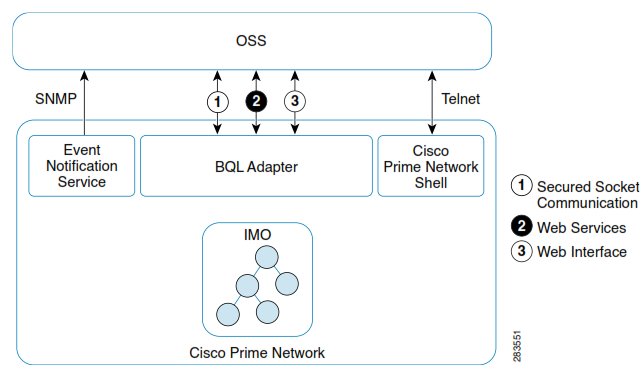 OSS
SNMP
1
2
3
Telnet
Event
Notification
Service
BQL Adapter
Cisco
Prime Network
Shell
1 Secured Socket
Communication
2 Web Services
3 Web Interface
IMO
Cisco Prime Network
283551